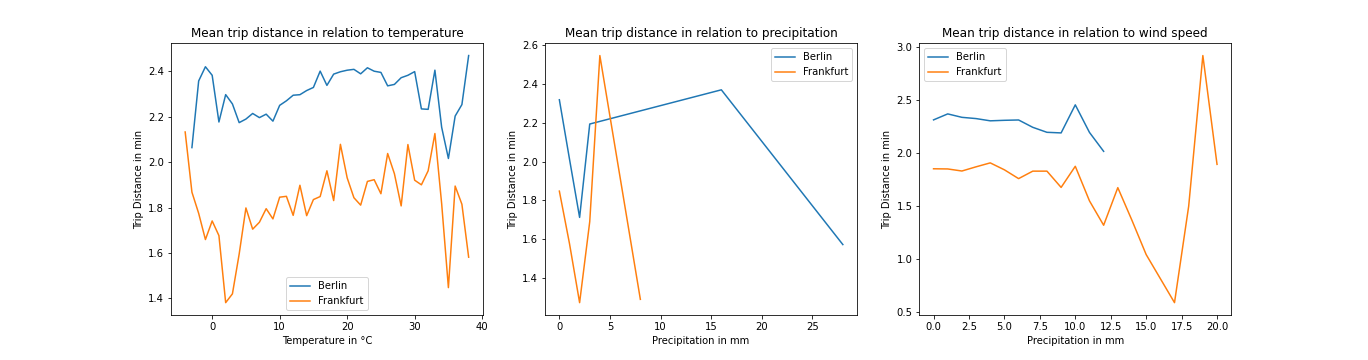 Mean trip distance in relation to temperature
Trip Distance in min
2.4
2.2
2.0
1.8
1.6
1.4
Berlin
Frankfurt
0 10 20 30 40
Temperature in °C
Mean trip distance in relation to precipitation
Trip Distance in min
2.6
2.4
2.2
2.0
1.8
1.6
1.4
Berlin
Frankfurt
0 5 10 15 20 25
Precipitation in mm
Mean trip distance in relation to wind speed
Trip Distance in min
3.0
2.5
2.0
1.5
1.0
0.5
Berlin
Frankfurt
0.0 2.5 5.0 7.5 10.0 12.5 15.0 17.5 20.0
Precipitation in mm